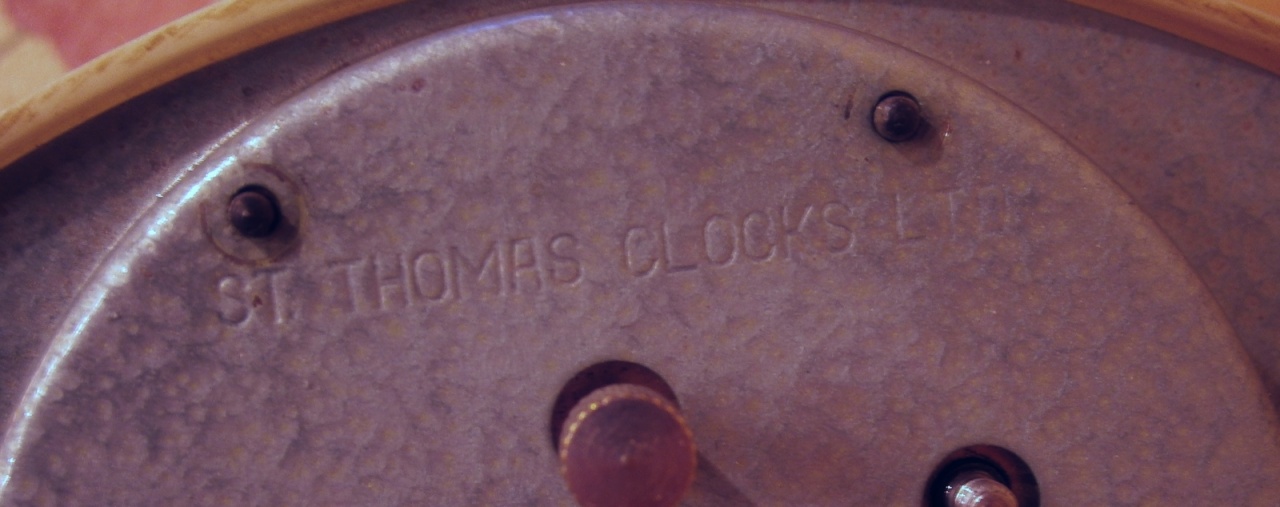 ST. THOMAS CLOCKS LTD